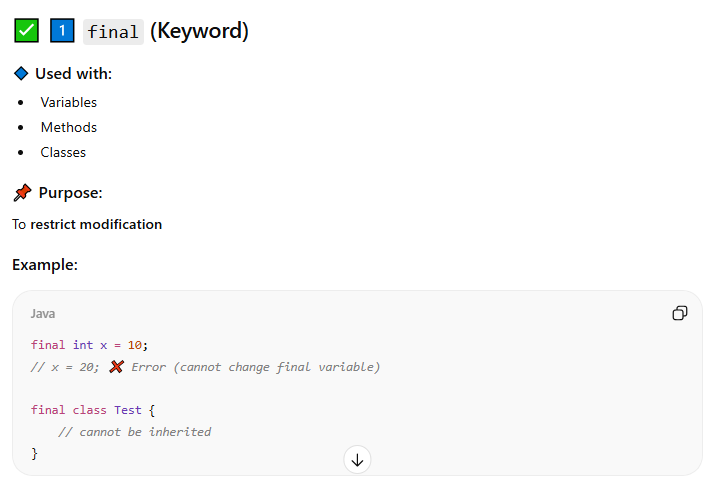 ✅ 1️⃣ final (Keyword)
🔷 Used with:
• Variables
• Methods
• Classes
📌 Purpose:
To restrict modification
Example:
Java
final int x = 10;
// x = 20; ❌ Error (cannot change final variable)
final class Test {
// cannot be inherited
}